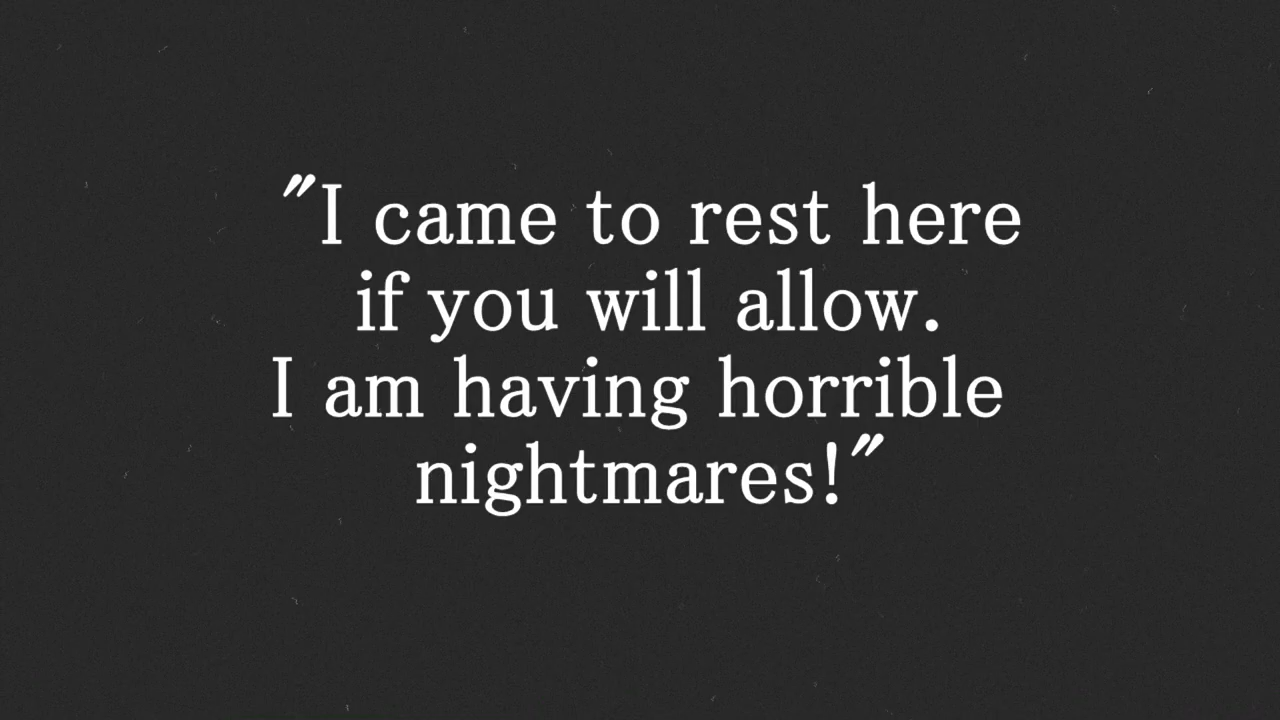 "I came to rest here
if you will allow.
I am having horrible
nightmares!"